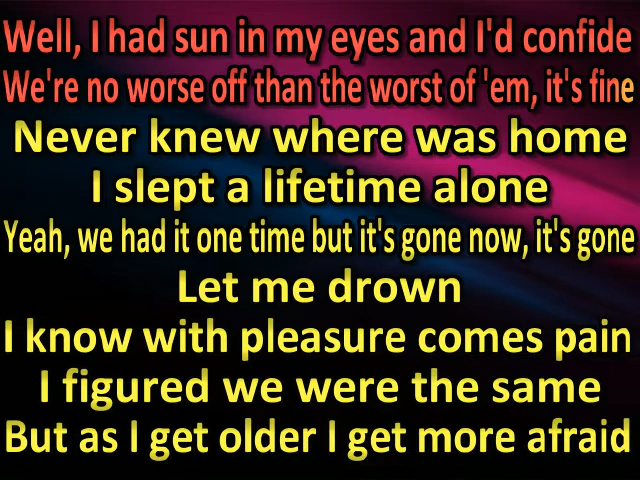 Well, I had sun in my eyes and I'd confide
We're no worse off than the worst of 'em, it's fine
Never knew where was home
I slept a lifetime alone
Yeah, we had it one time but it's gone now, it's gone
Let me drown
I know with pleasure comes pain
I figured we were the same
But as I get older I get more afraid